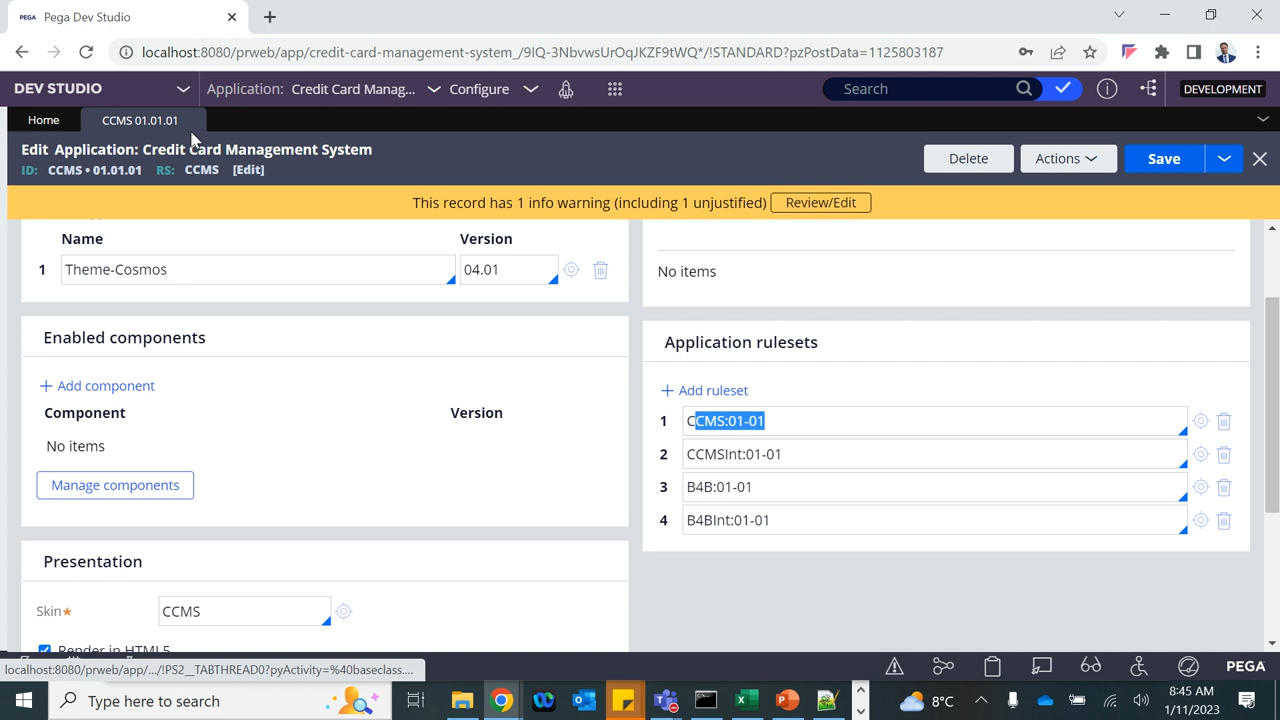 PEGA Pega Dev Studio
localhost:8080/prweb/app/credit-card-management-system_/9IQ-3NbvwsUrOqJKZF9tWQ*/!STANDARD?pzPostData=1125803187
DEV STUDIO Application: Credit Card Manag... Configure Search DEVELOPMENT
Home CCMS 01.01.01
Edit Application: Credit Card Management System
ID: CCMS • 01.01.01 RS: CCMS [Edit] Delete Actions Save
This record has 1 info warning (including 1 unjustified) Review/Edit
Name Version
1 Theme-Cosmos 04.01
No items
Enabled components
Application rulesets
+ Add component
+ Add ruleset
Component Version
1 CCMS:01-01
No items
2 CCMSInt:01-01
Manage components
3 B4B:01-01
4 B4BInt:01-01
Presentation
Skin★ CCMS
Render in HTML5
localhost:8080/prweb/app/.../!PS2__TABTHREAD0?pyActivity=%40baseclass....
PEGA
Type here to search
8°C
8:45 AM
1/11/2023